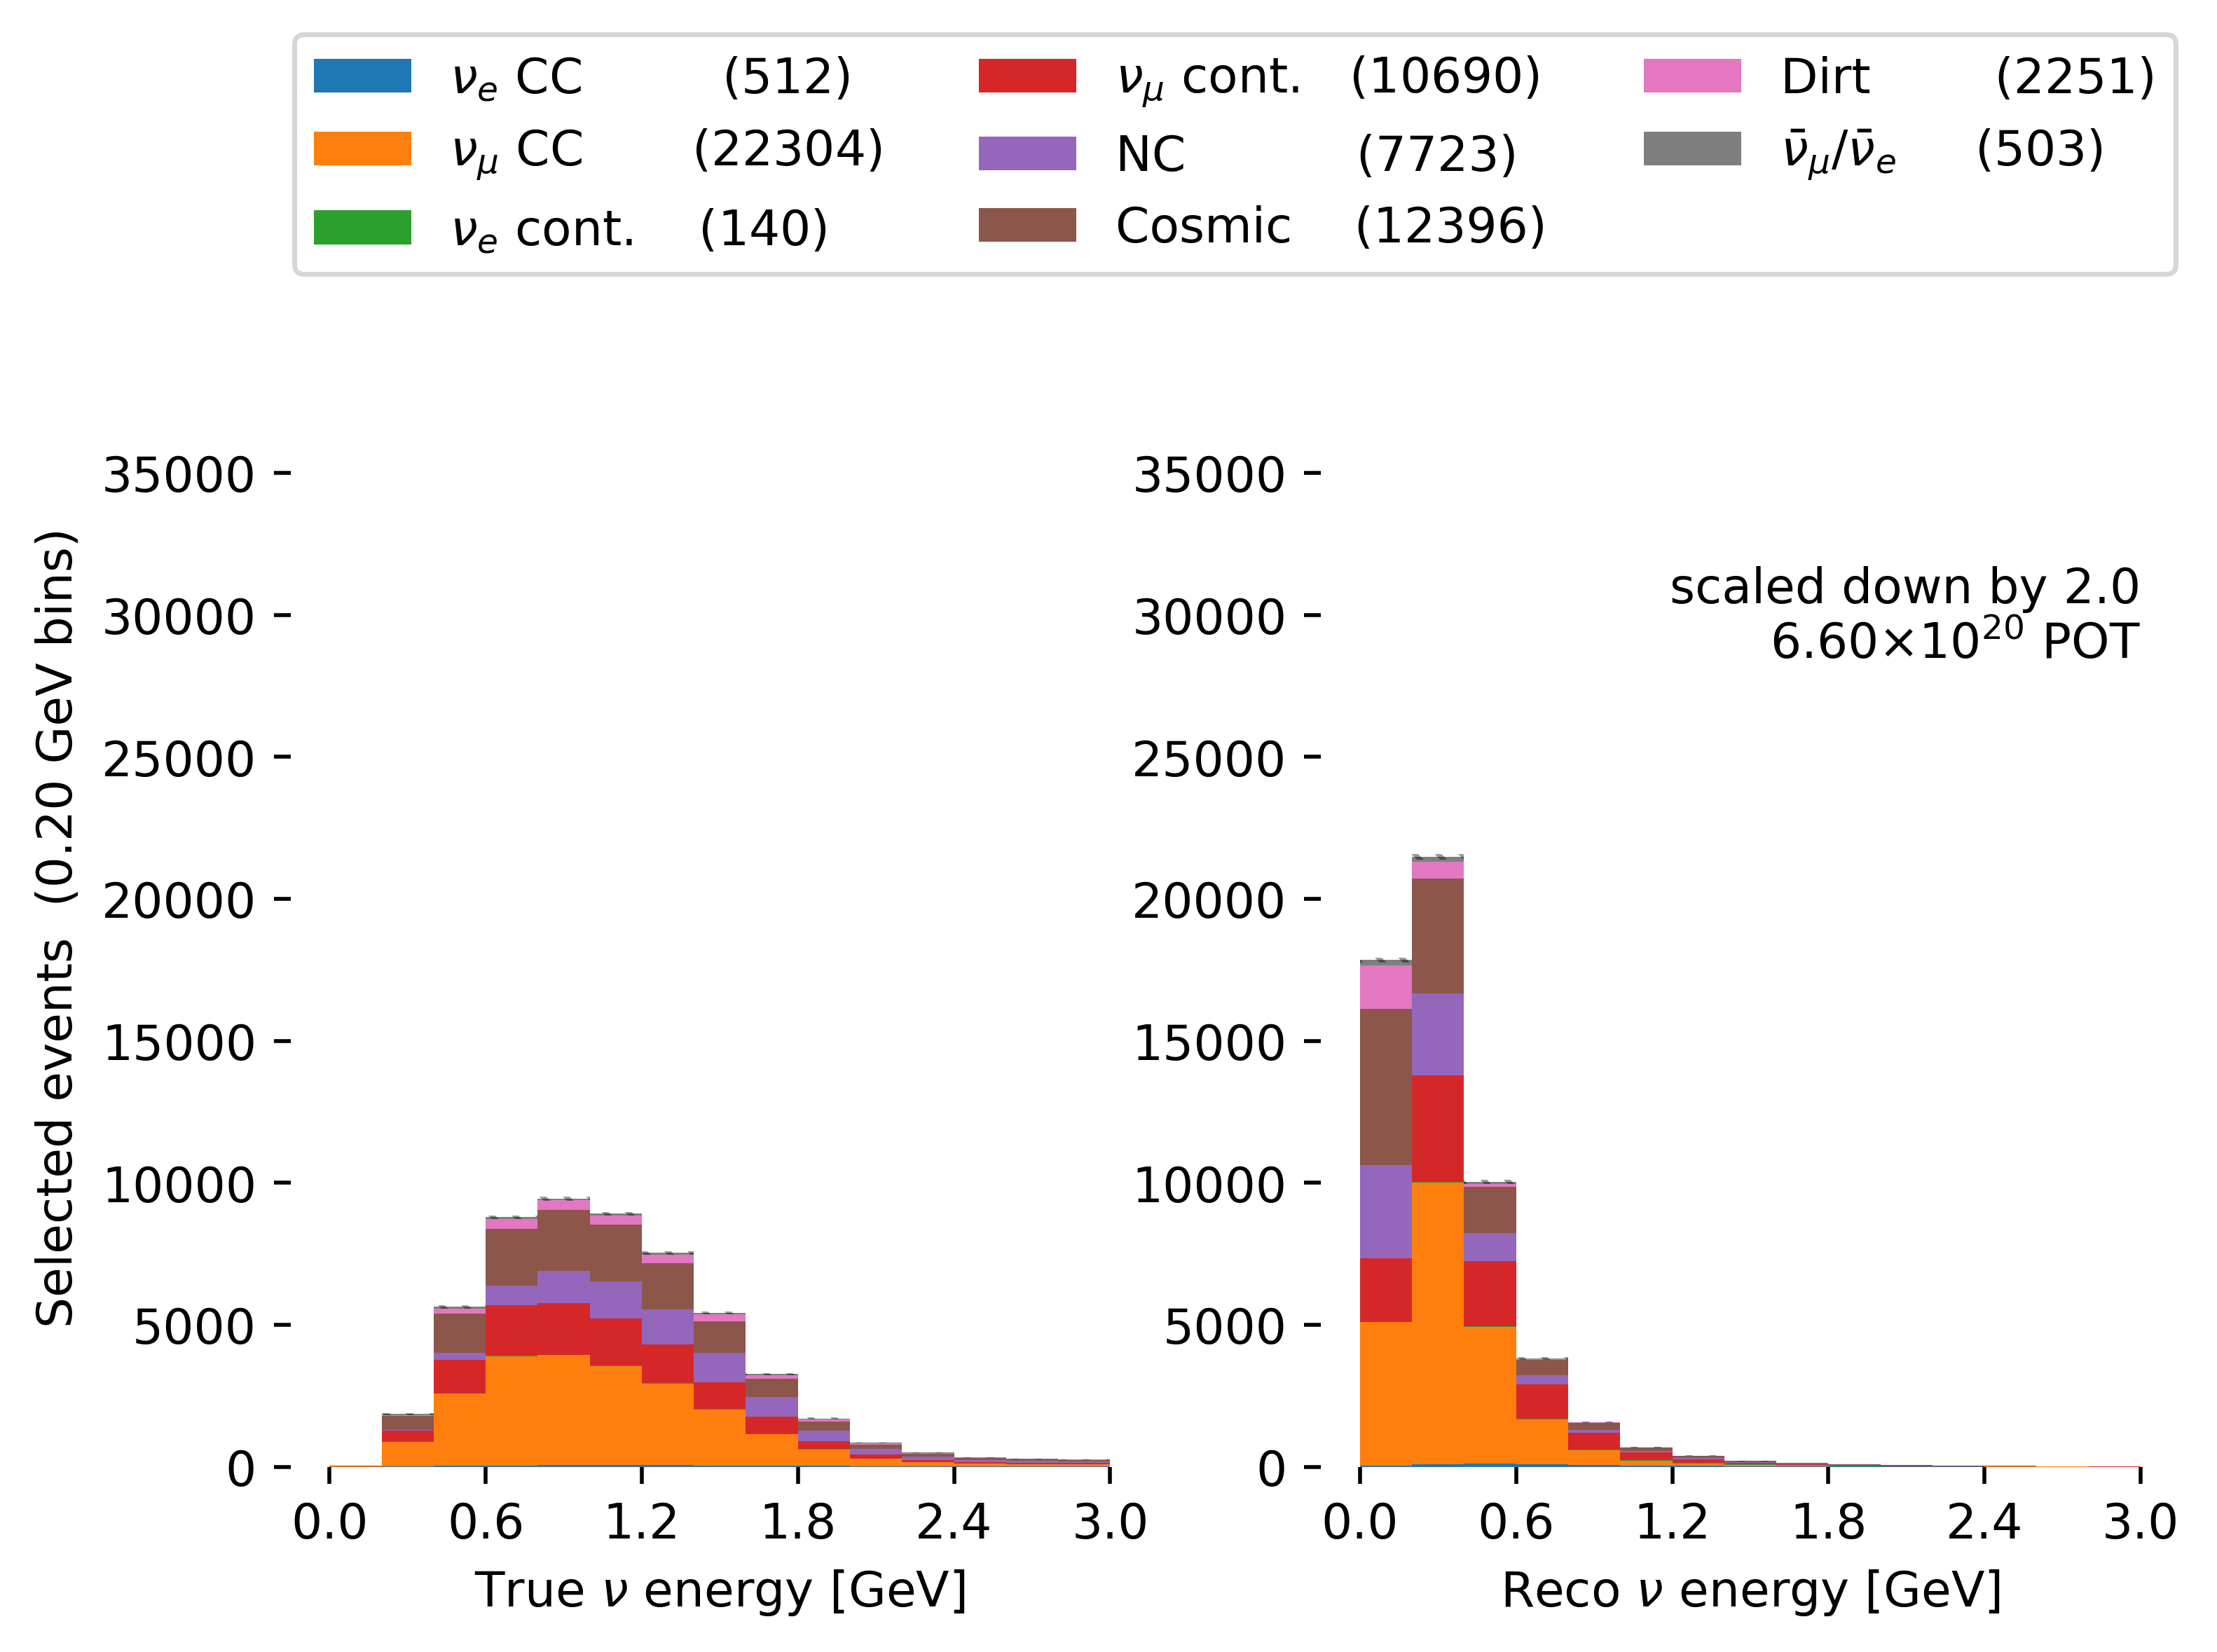 νe CC (512)
νμ CC (22304)
νe cont. (140)
νμ cont. (10690)
NC (7723)
Cosmic (12396)
Dirt (2251)
ν̄μ/ν̄e (503)
Selected events (0.20 GeV bins)
35000
30000
25000
20000
15000
10000
5000
0
0.0 0.6 1.2 1.8 2.4 3.0
True ν energy [GeV]
35000
30000
25000
20000
15000
10000
5000
0
scaled down by 2.0
6.60×10²⁰ POT
0.0 0.6 1.2 1.8 2.4 3.0
Reco ν energy [GeV]